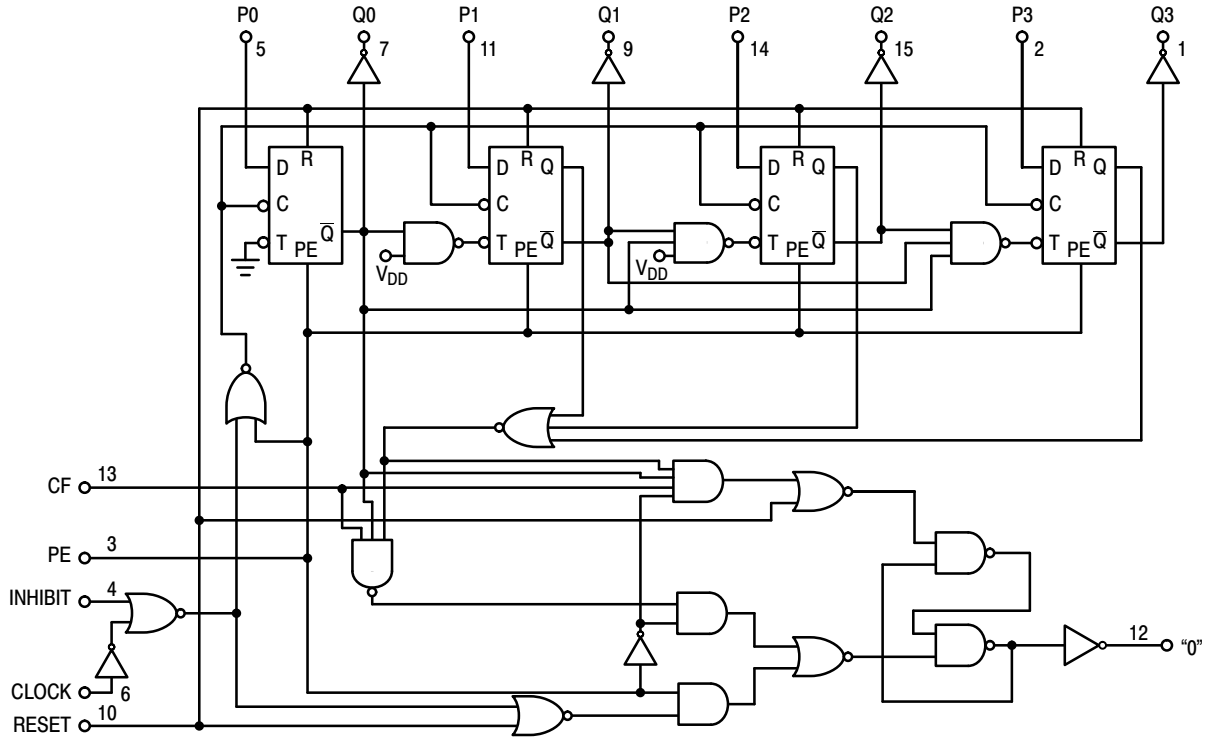 P0 Q0 P1 Q1 P2 Q2 P3 Q3
5 7 11 9 14 15 2 1
R R R R
D D Q D Q D Q
C C C C
Q T PE VDD T PE Q VDD T PE Q T PE Q
CF 13
PE 3
INHIBIT 4
CLOCK 6
RESET 10
12 "0"